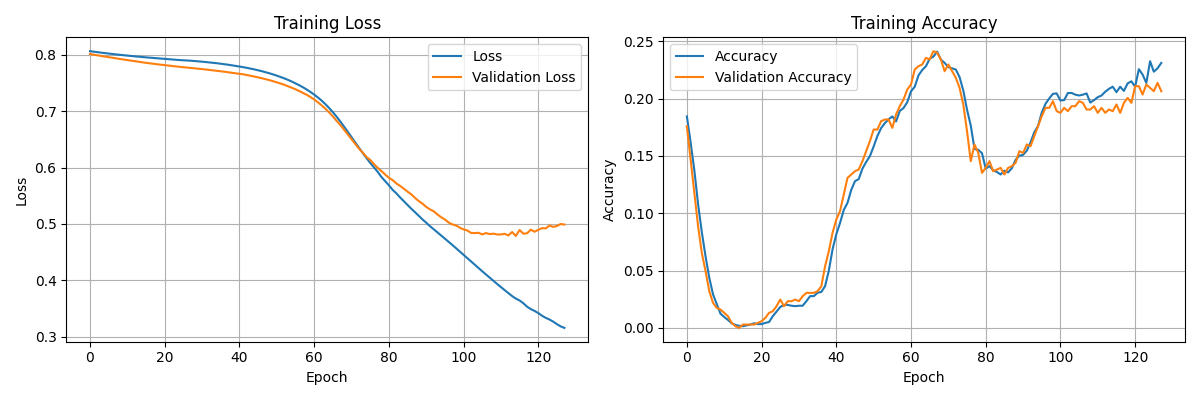 Training Loss
0.8
0.7
0.6
0.5
0.4
0.3
Loss
Loss
Validation Loss
0 20 40 60 80 100 120
Epoch
Training Accuracy
0.25
0.20
0.15
0.10
0.05
0.00
Accuracy
Accuracy
Validation Accuracy
0 20 40 60 80 100 120
Epoch